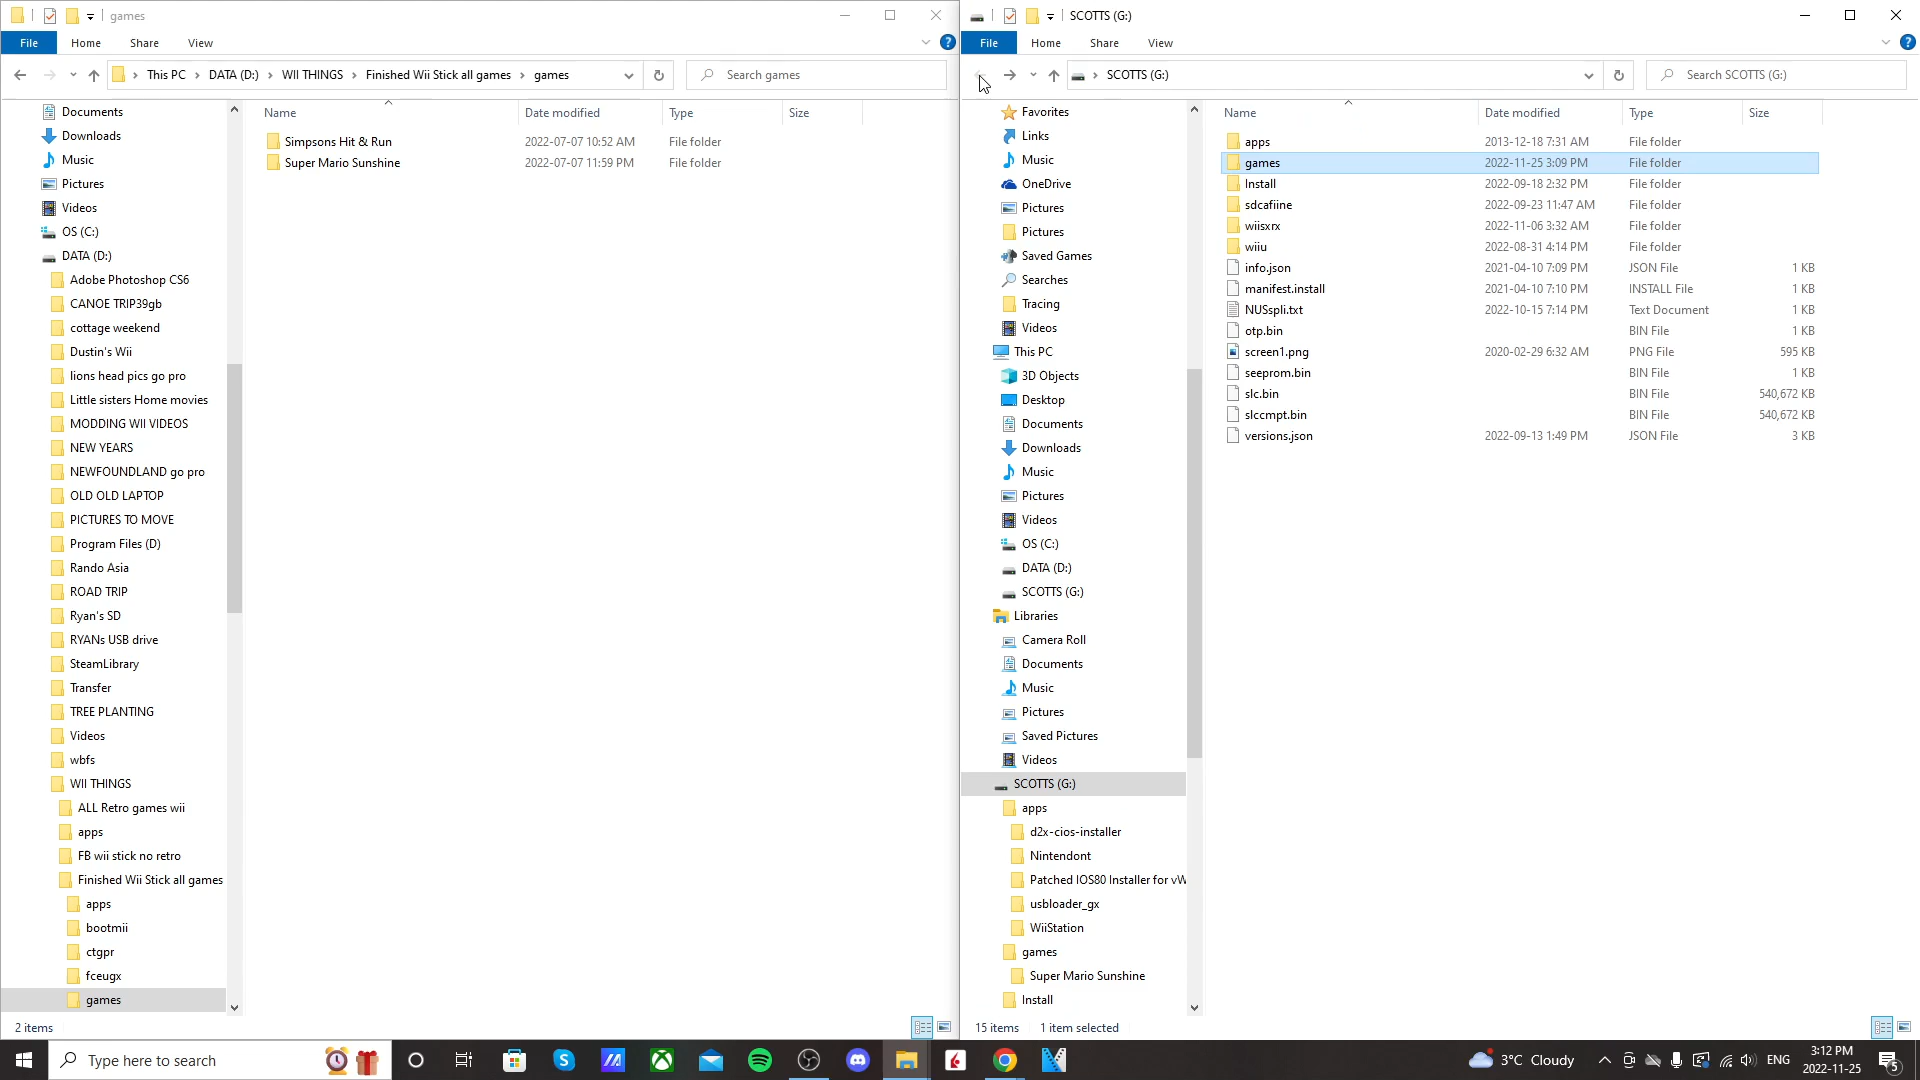 games
File
Home
Share
View
This PC
DATA (D:)
WII THINGS
Finished Wii Stick all games
games
Search games
Documents
Downloads
Music
Pictures
Videos
OS (C:)
DATA (D:)
Adobe Photoshop CS6
CANOE TRIP39gb
cottage weekend
Dustin's Wii
lions head pics go pro
Little sisters Home movies
MODDING WII VIDEOS
NEW YEARS
NEWFOUNDLAND go pro
OLD OLD LAPTOP
PICTURES TO MOVE
Program Files (D)
Rando Asia
ROAD TRIP
Ryan's SD
RYANs USB drive
SteamLibrary
Transfer
TREE PLANTING
Videos
wbfs
WII THINGS
ALL Retro games wii
apps
FB wii stick no retro
Finished Wii Stick all games
apps
bootmii
ctgpr
fceugx
games
Name Date modified Type Size
Simpsons Hit & Run 2022-07-07 10:52 AM File folder
Super Mario Sunshine 2022-07-07 11:59 PM File folder
2 items
SCOTTS (G:)
File
Home
Share
View
SCOTTS (G:)
Search SCOTTS (G:)
Favorites
Links
Music
OneDrive
Pictures
Pictures
Saved Games
Searches
Tracing
Videos
This PC
3D Objects
Desktop
Documents
Downloads
Music
Pictures
Videos
OS (C:)
DATA (D:)
SCOTTS (G:)
Libraries
Camera Roll
Documents
Music
Pictures
Saved Pictures
Videos
SCOTTS (G:)
apps
d2x-cios-installer
Nintendont
Patched IOS80 Installer for vW
usbloader_gx
WiiStation
games
Super Mario Sunshine
Install
Name Date modified Type Size
apps 2013-12-18 7:31 AM File folder
games 2022-11-25 3:09 PM File folder
Install 2022-09-18 2:32 PM File folder
sdcafiine 2022-09-23 11:47 AM File folder
wiisxrx 2022-11-06 3:32 AM File folder
wiiu 2022-08-31 4:14 PM File folder
info.json 2021-04-10 7:09 PM JSON File 1 KB
manifest.install 2021-04-10 7:10 PM INSTALL File 1 KB
NUSspli.txt 2022-10-15 7:14 PM Text Document 1 KB
otp.bin BIN File 1 KB
screen1.png 2020-02-29 6:32 AM PNG File 595 KB
seeprom.bin BIN File 1 KB
slc.bin BIN File 540,672 KB
slccmpt.bin BIN File 540,672 KB
versions.json 2022-09-13 1:49 PM JSON File 3 KB
15 items 1 item selected
Type here to search
3°C Cloudy
ENG
3:12 PM
2022-11-25
5